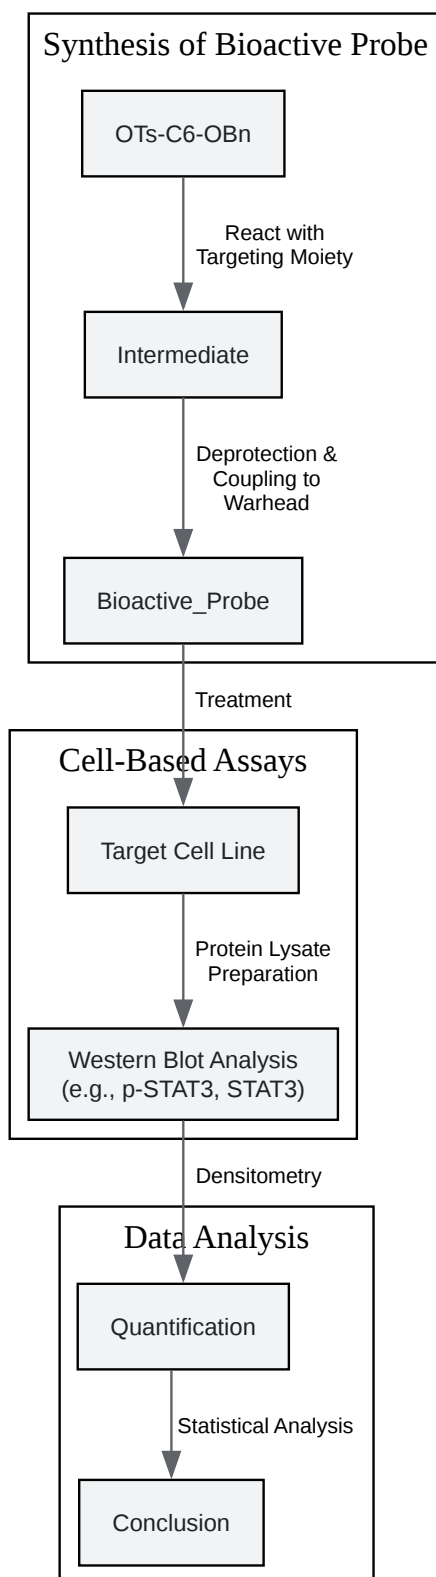 Synthesis of Bioactive Probe
OTs-C6-OBn
React with
Targeting Moiety
Intermediate
Deprotection &
Coupling to
Warhead
Bioactive_Probe
Treatment
Cell-Based Assays
Target Cell Line
Protein Lysate
Preparation
Western Blot Analysis
(e.g., p-STAT3, STAT3)
Densitometry
Data Analysis
Quantification
Statistical Analysis
Conclusion